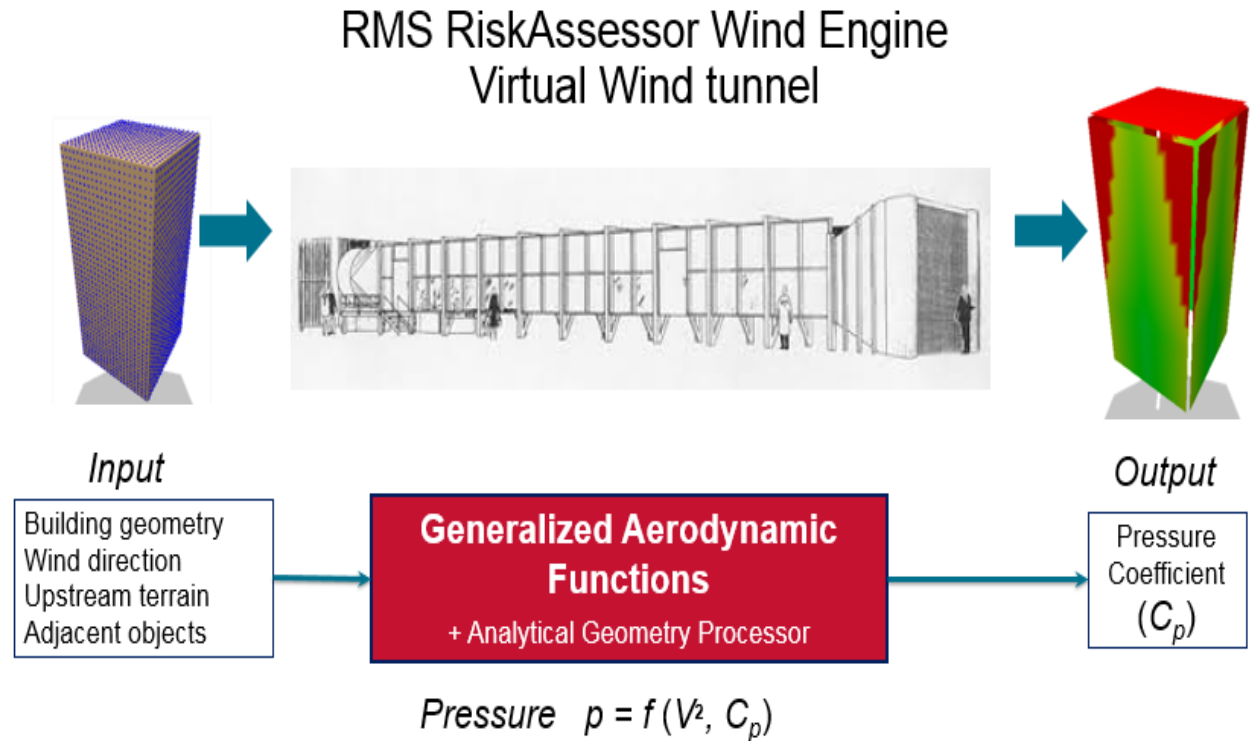 RMS RiskAssessor Wind Engine
Virtual Wind tunnel
Input
Building geometry
Wind direction
Upstream terrain
Adjacent objects
Generalized Aerodynamic
Functions
+ Analytical Geometry Processor
Output
Pressure
Coefficient
(Cₚ)
Pressure p = f (V², Cₚ)